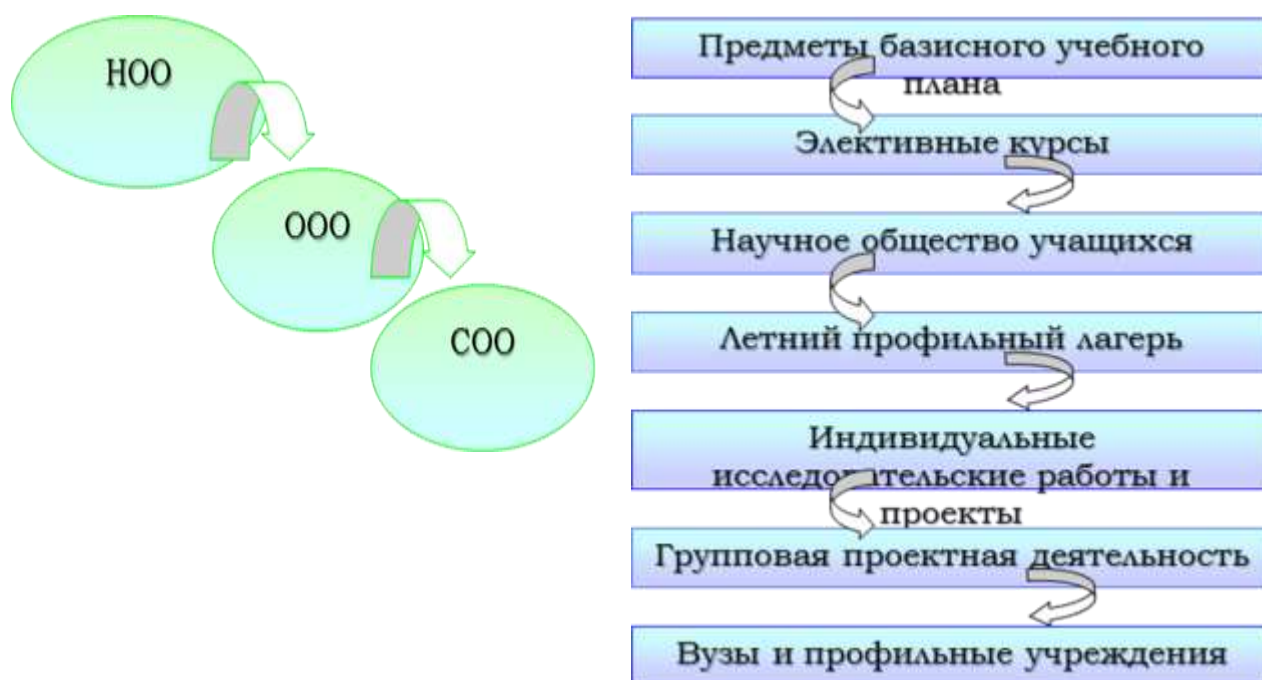 НОО
ООО
СОО
Предметы базисного учебного
плана
Элективные курсы
Научное общество учащихся
Летний профильный лагерь
Индивидуальные
исследовательские работы и
проекты
Групповая проектная деятельность
Вузы и профильные учреждения